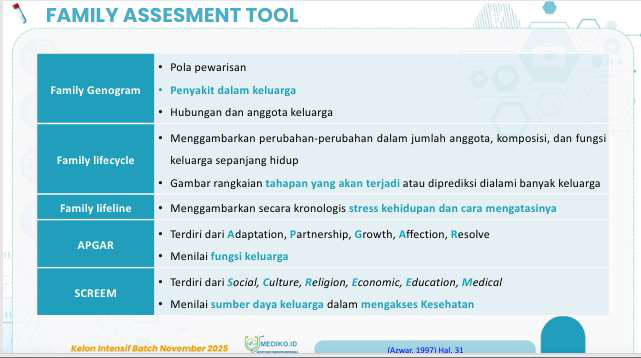 FAMILY ASSESMENT TOOL
Family Genogram
• Pola pewarisan
• Penyakit dalam keluarga
• Hubungan dan anggota keluarga
Family lifecycle
• Menggambarkan perubahan-perubahan dalam jumlah anggota, komposisi, dan fungsi
keluarga sepanjang hidup
• Gambar rangkaian tahapan yang akan terjadi atau diprediksi dialami banyak keluarga
Family lifeline
• Menggambarkan secara kronologis stress kehidupan dan cara mengatasinya
APGAR
• Terdiri dari Adaptation, Partnership, Growth, Affection, Resolve
• Menilai fungsi keluarga
SCREEM
• Terdiri dari Social, Culture, Religion, Economic, Education, Medical
• Menilai sumber daya keluarga dalam mengakses Kesehatan
Kelon Intensif Batch November 2025
MEDIKO.ID
(Azwar, 1997) Hal. 31